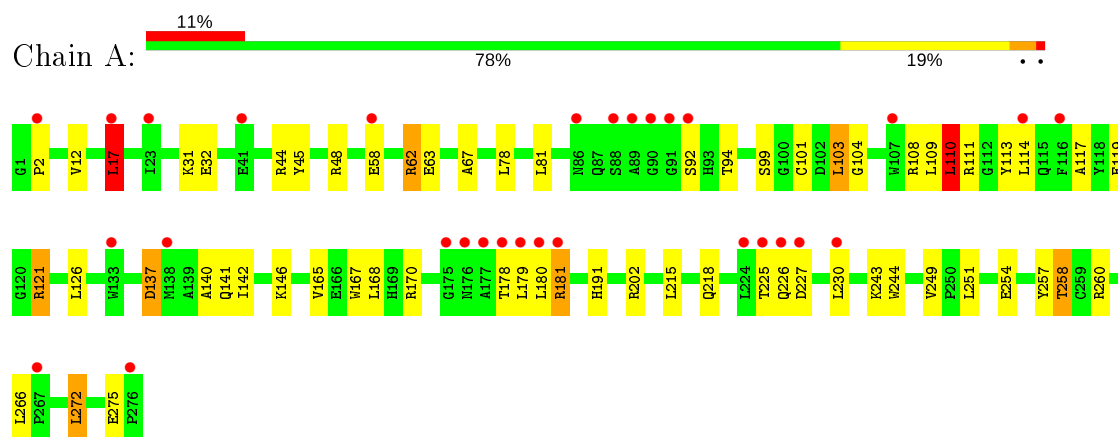 11%
Chain A:
78% 19% • •
G1 P2 V12 L17 I23 K31 E32 E41 R44 Y45 R48 E58 R62 E63 A67 L78 L81 N86 Q87 S88 A89 G90 G91 S92 H93 T94 S99 G100 C101 D102 L103 G104 W107 R108 L109 L110 R111 G112 Y113 L114 Q115 F116 A117 Y118 E119
G120 R121 L126 W133 D137 M138 A139 A140 Q141 I142 K146 V165 E166 W167 L168 H169 R170 G175 N176 A177 T178 L179 L180 R181 H191 R202 L215 Q218 L224 T225 Q226 D227 L230 K243 W244 V249 P250 L251 E254 Y257 T258 C259 R260
L266 P267 L272 E275 P276